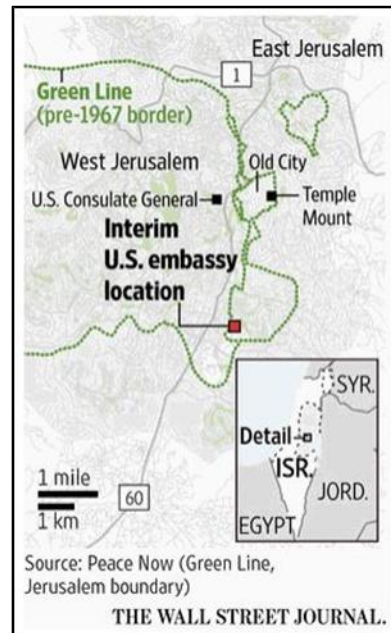 East Jerusalem
1
Green Line
(pre-1967 border)
West Jerusalem
Old City
U.S. Consulate General
Temple
Mount
Interim
U.S. embassy
location
SYR.
Detail
ISR.
JORD.
EGYPT
1 mile
1 km
60
Source: Peace Now (Green Line,
Jerusalem boundary)
THE WALL STREET JOURNAL.